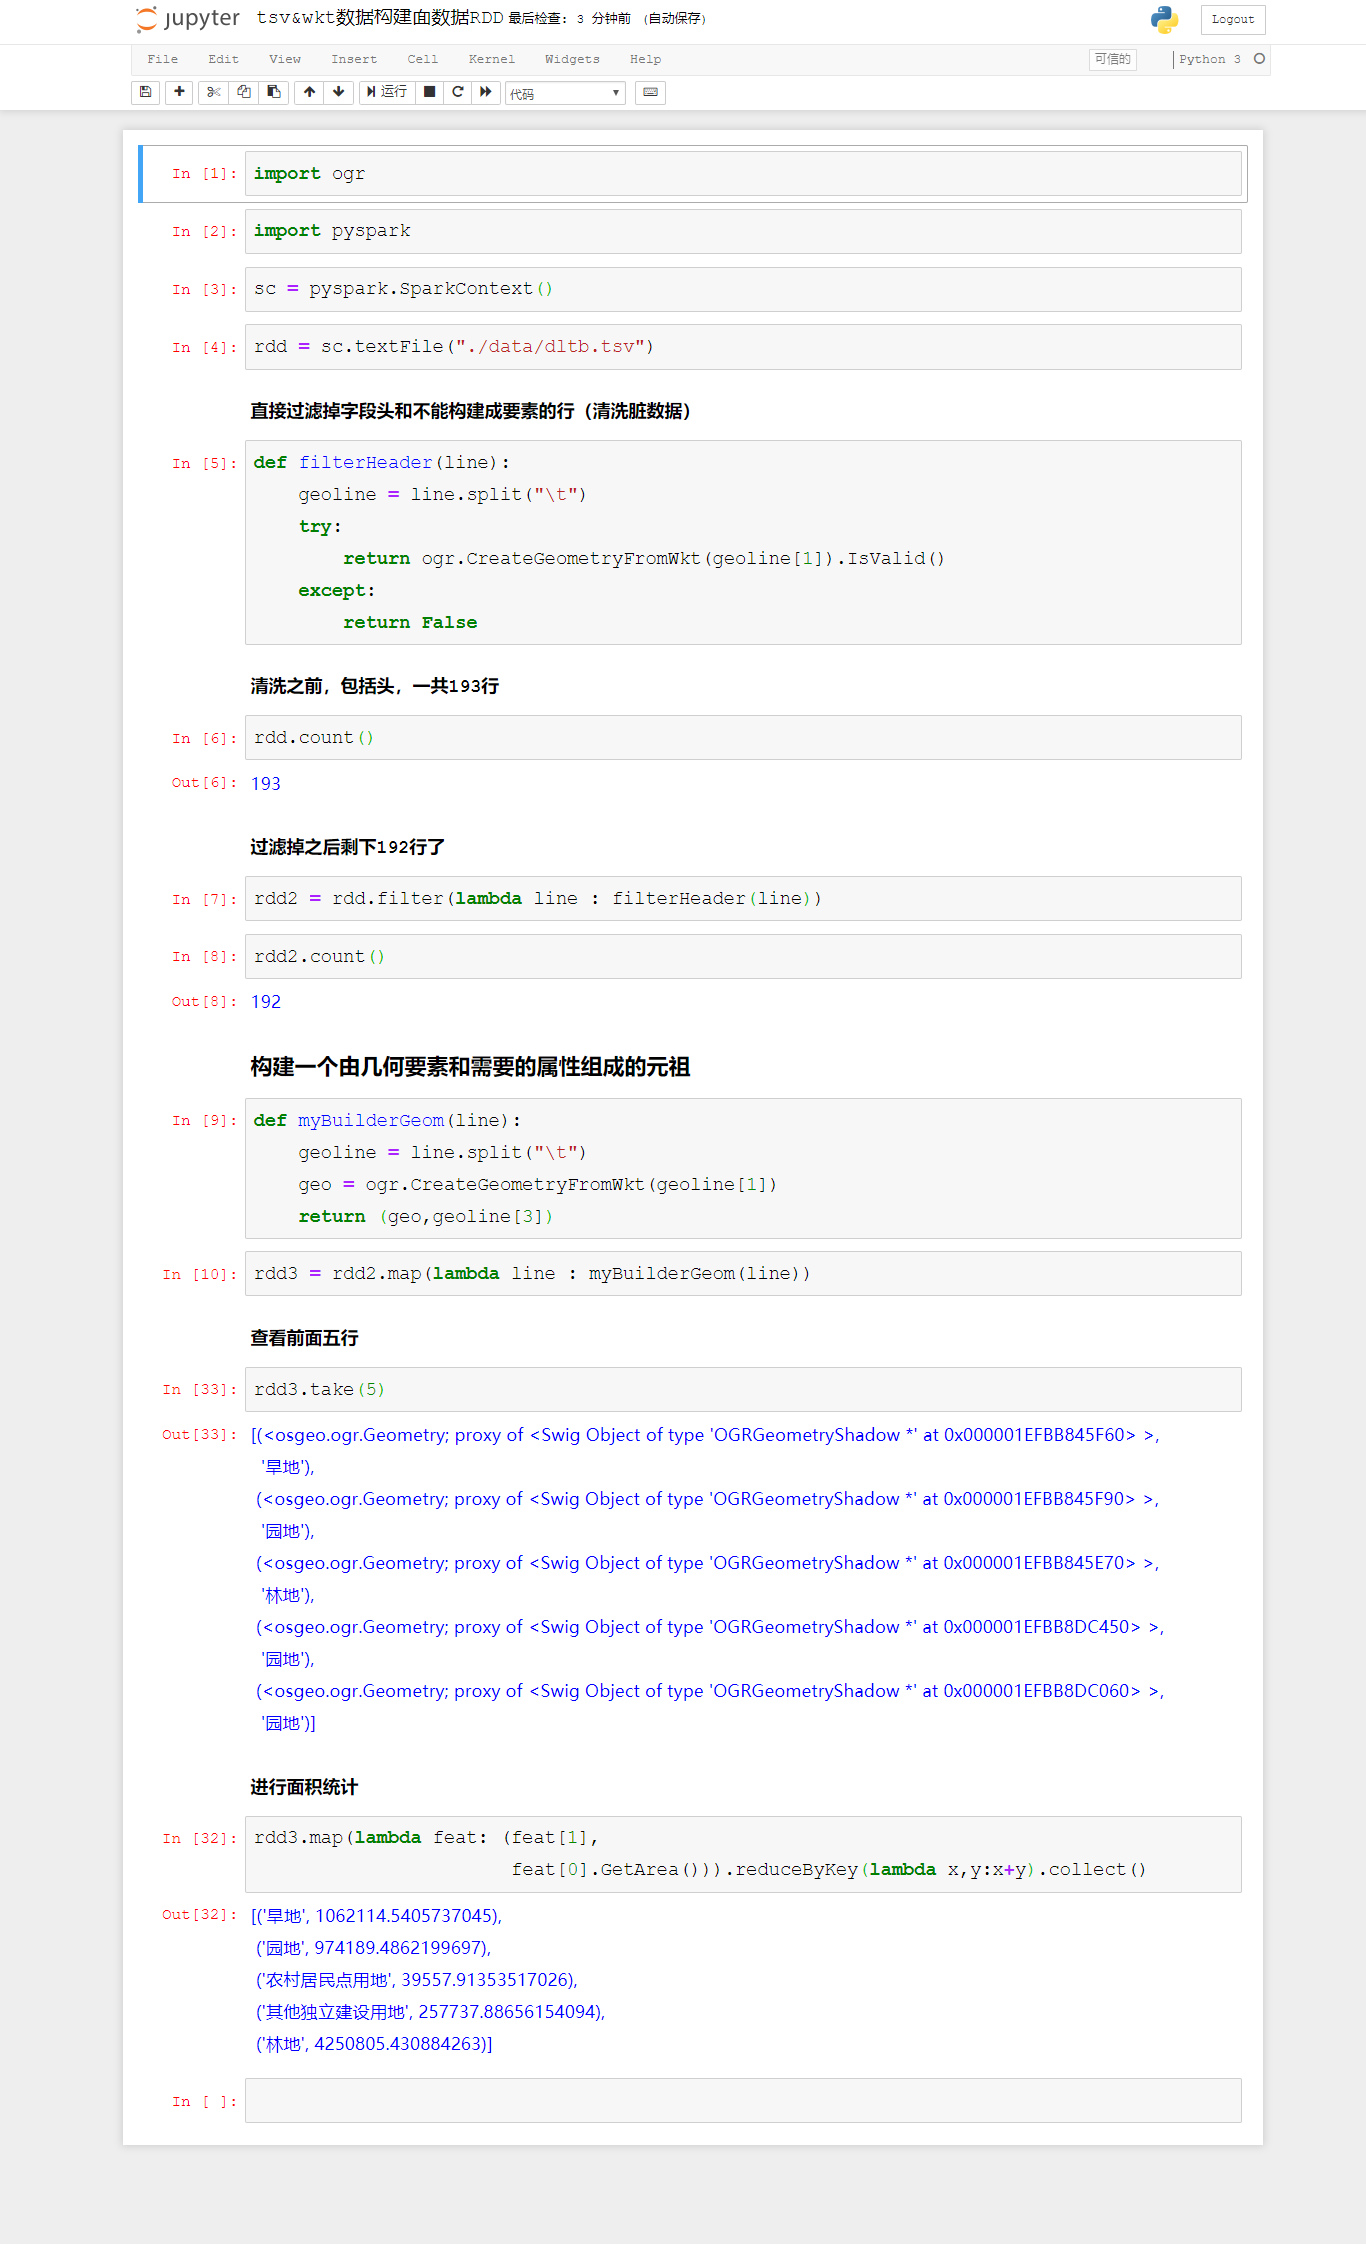 jupyter tsv&wkt数据构建面数据RDD 最后检查: 3 分钟前 (自动保存) Logout
File Edit View Insert Cell Kernel Widgets Help 可信的 Python 3
运行 代码
In [1]: import ogr
In [2]: import pyspark
In [3]: sc = pyspark.SparkContext()
In [4]: rdd = sc.textFile("./data/dltb.tsv")
直接过滤掉字段头和不能构建成要素的行（清洗脏数据）
In [5]: def filterHeader(line):
    geoline = line.split("\t")
    try:
        return ogr.CreateGeometryFromWkt(geoline[1]).IsValid()
    except:
        return False
清洗之前，包括头，一共193行
In [6]: rdd.count()
Out[6]: 193
过滤掉之后剩下192行了
In [7]: rdd2 = rdd.filter(lambda line : filterHeader(line))
In [8]: rdd2.count()
Out[8]: 192
构建一个由几何要素和需要的属性组成的元祖
In [9]: def myBuilderGeom(line):
    geoline = line.split("\t")
    geo = ogr.CreateGeometryFromWkt(geoline[1])
    return (geo,geoline[3])
In [10]: rdd3 = rdd2.map(lambda line : myBuilderGeom(line))
查看前面五行
In [33]: rdd3.take(5)
Out[33]: [(<osgeo.ogr.Geometry; proxy of <Swig Object of type 'OGRGeometryShadow *' at 0x000001EFBB845F60> >,
'旱地'),
(<osgeo.ogr.Geometry; proxy of <Swig Object of type 'OGRGeometryShadow *' at 0x000001EFBB845F90> >,
'园地'),
(<osgeo.ogr.Geometry; proxy of <Swig Object of type 'OGRGeometryShadow *' at 0x000001EFBB845E70> >,
'林地'),
(<osgeo.ogr.Geometry; proxy of <Swig Object of type 'OGRGeometryShadow *' at 0x000001EFBB8DC450> >,
'园地'),
(<osgeo.ogr.Geometry; proxy of <Swig Object of type 'OGRGeometryShadow *' at 0x000001EFBB8DC060> >,
'园地')]
进行面积统计
In [32]: rdd3.map(lambda feat: (feat[1],
feat[0].GetArea())).reduceByKey(lambda x,y:x+y).collect()
Out[32]: [('旱地', 1062114.5405737045),
('园地', 974189.4862199697),
('农村居民点用地', 39557.91353517026),
('其他独立建设用地', 257737.88656154094),
('林地', 4250805.430884263)]
In [ ]: